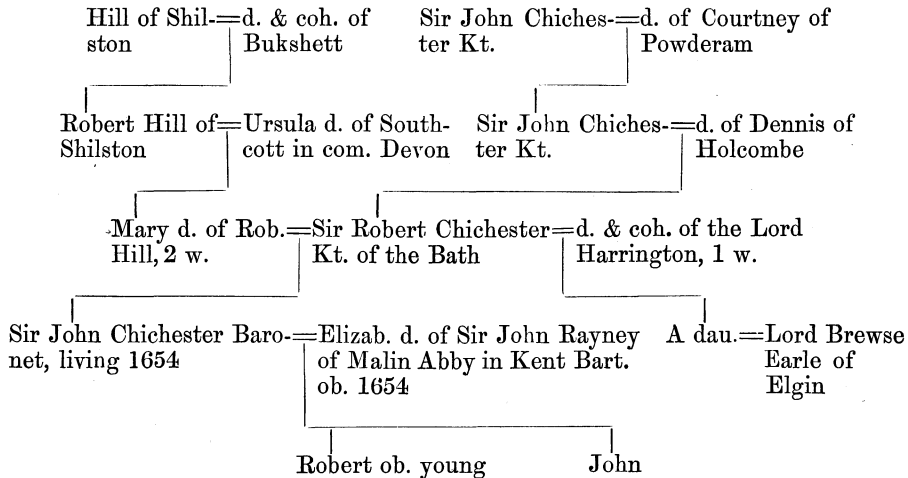 Hill of Shil-=d. & coh. of Sir John Chiches-=d. of Courtney of
ston Bukshett ter Kt. Powderam
Robert Hill of=Ursula d. of South- Sir John Chiches-=d. of Dennis of
Shilston cott in com. Devon ter Kt. Holcombe
Mary d. of Rob.=Sir Robert Chichester=d. & coh. of the Lord
Hill, 2 w. Kt. of the Bath Harrington, 1 w.
Sir John Chichester Baro-=Elizab. d. of Sir John Rayney A dau.=Lord Brewse
net, living 1654 of Malin Abby in Kent Bart. Earle of
ob. 1654 Elgin
Robert ob. young John